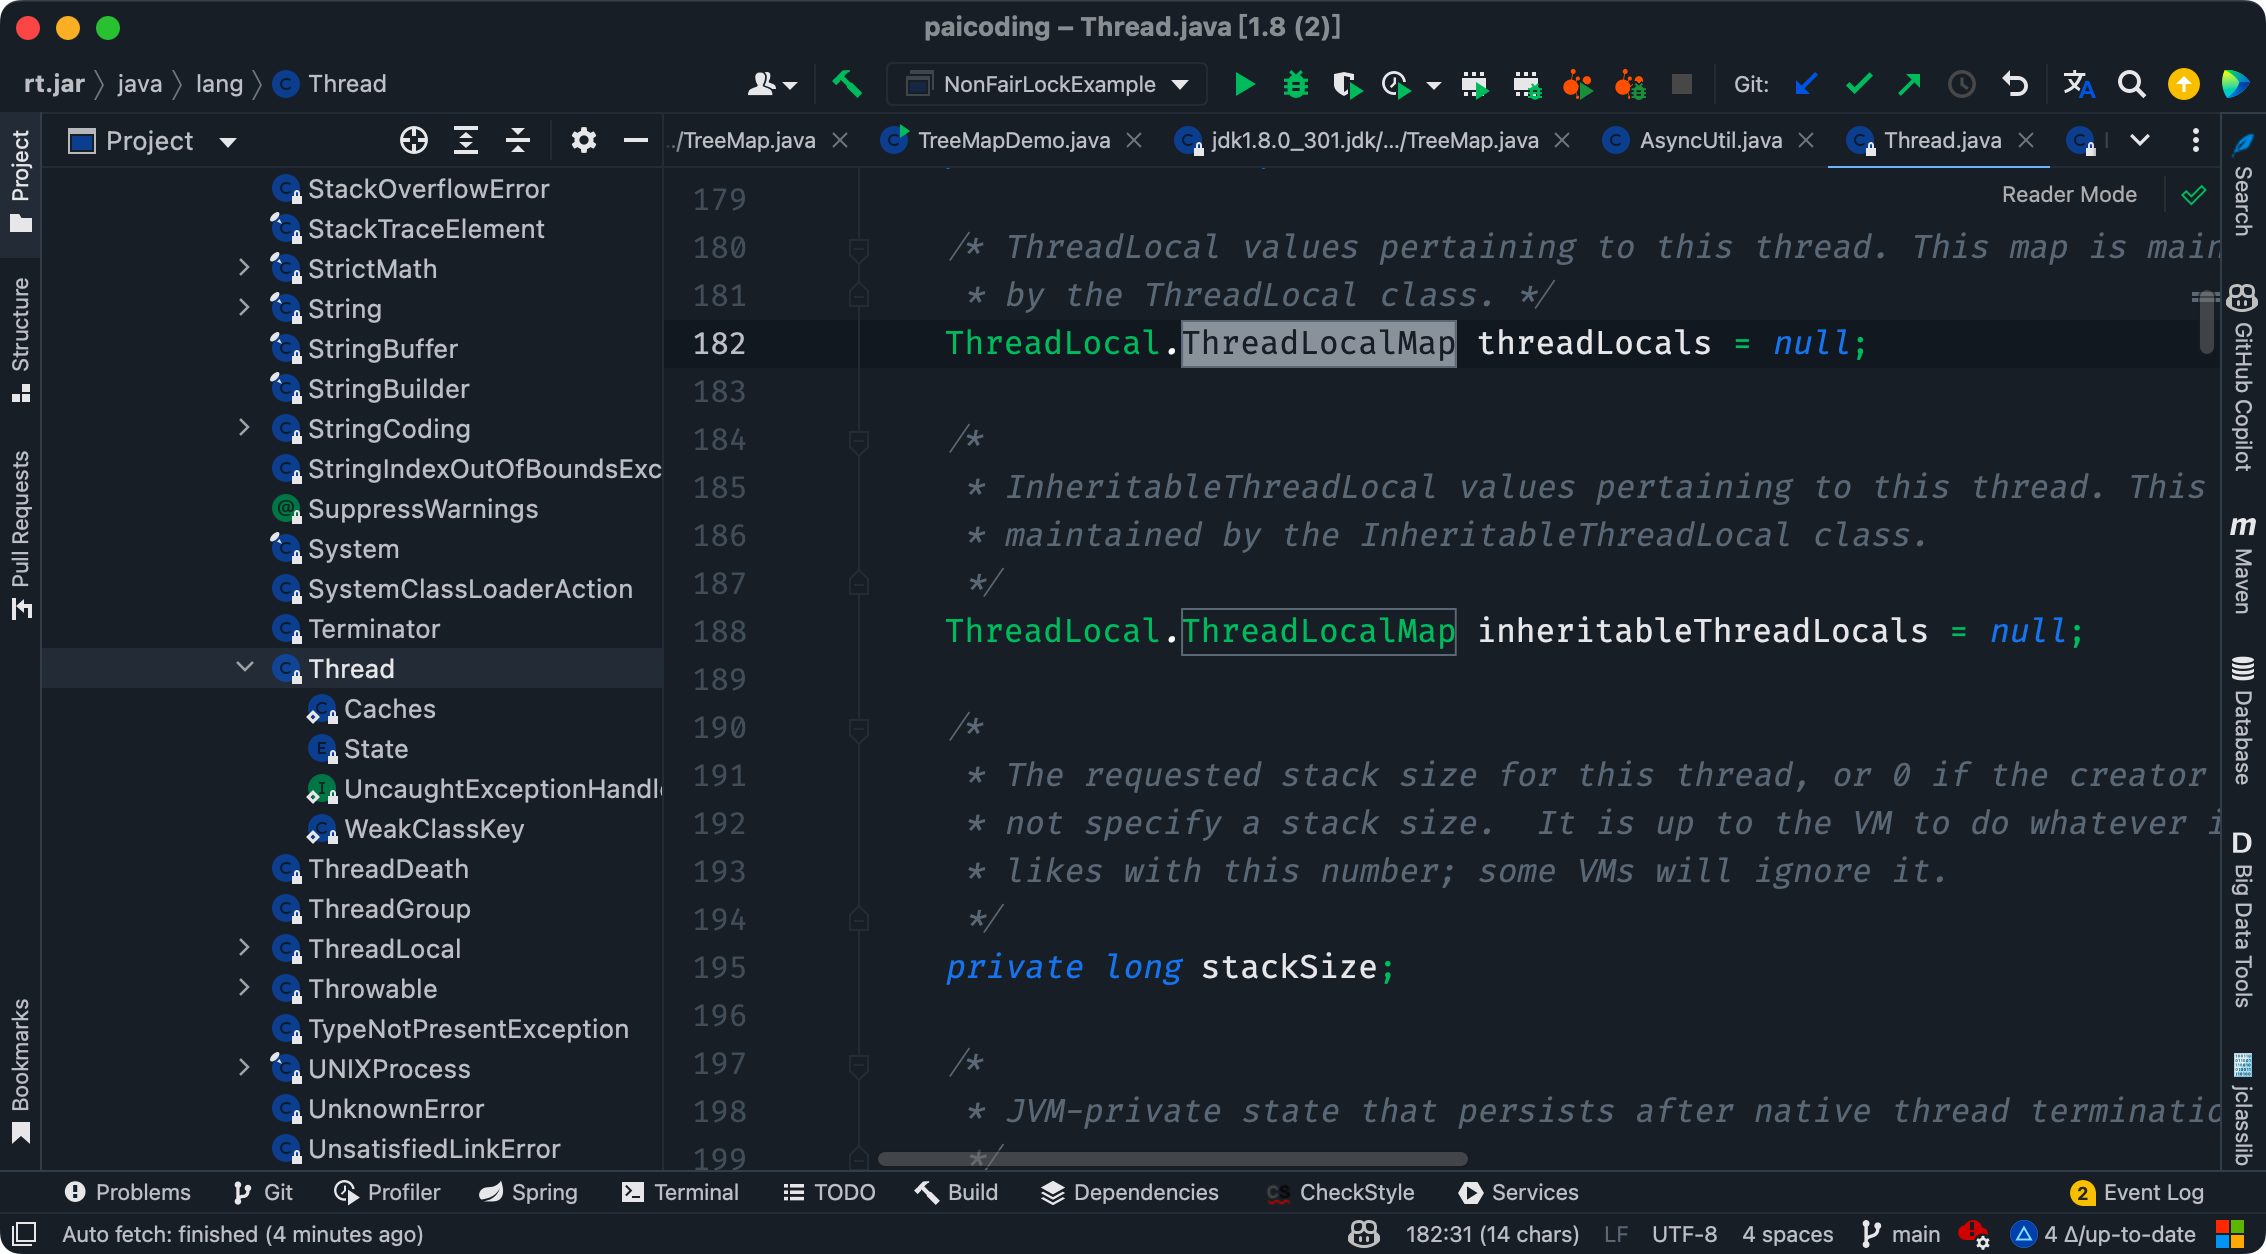 paicoding – Thread.java [1.8 (2)]
rt.jar java lang Thread
NonFairLockExample
Git:
Project
../TreeMap.java
TreeMapDemo.java
jdk1.8.0_301.jdk/.../TreeMap.java
AsyncUtil.java
Thread.java
Reader Mode
Project
Structure
Pull Requests
Bookmarks
StackOverflowError
StackTraceElement
StrictMath
String
StringBuffer
StringBuilder
StringCoding
StringIndexOutOfBoundsExc
SuppressWarnings
System
SystemClassLoaderAction
Terminator
Thread
Caches
State
UncaughtExceptionHandl
WeakClassKey
ThreadDeath
ThreadGroup
ThreadLocal
Throwable
TypeNotPresentException
UNIXProcess
UnknownError
UnsatisfiedLinkError
179
180 /* ThreadLocal values pertaining to this thread. This map is main
181 * by the ThreadLocal class. */
182 ThreadLocal.ThreadLocalMap threadLocals = null;
183
184 /*
185 * InheritableThreadLocal values pertaining to this thread. This
186 * maintained by the InheritableThreadLocal class.
187 */
188 ThreadLocal.ThreadLocalMap inheritableThreadLocals = null;
189
190 /*
191 * The requested stack size for this thread, or 0 if the creator
192 * not specify a stack size.  It is up to the VM to do whatever i
193 * likes with this number; some VMs will ignore it.
194 */
195 private long stackSize;
196
197 /*
198 * JVM-private state that persists after native thread terminatio
199 */
Search
GitHub Copilot
m Maven
Database
D Big Data Tools
jclasslib
Problems
Git
Profiler
Spring
Terminal
TODO
Build
Dependencies
CS CheckStyle
Services
2 Event Log
Auto fetch: finished (4 minutes ago)
182:31 (14 chars)
LF
UTF-8
4 spaces
main
4 Δ/up-to-date